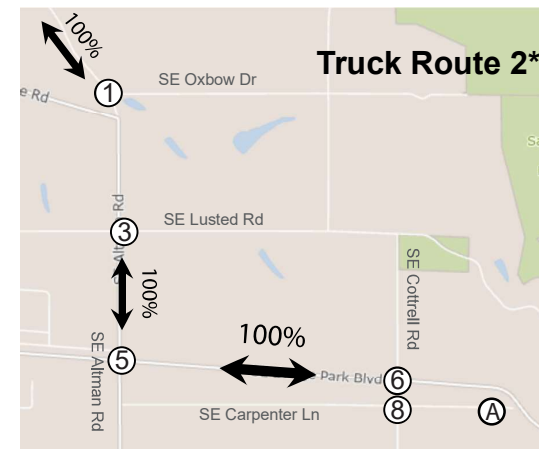 100%
Truck Route 2*
SE Oxbow Dr
1
e Rd
Rd
SE Lusted Rd
3
100%
SE Cottrell Rd
100%
SE Altman Rd
5
Park Blvd
6
SE Carpenter Ln
8
A